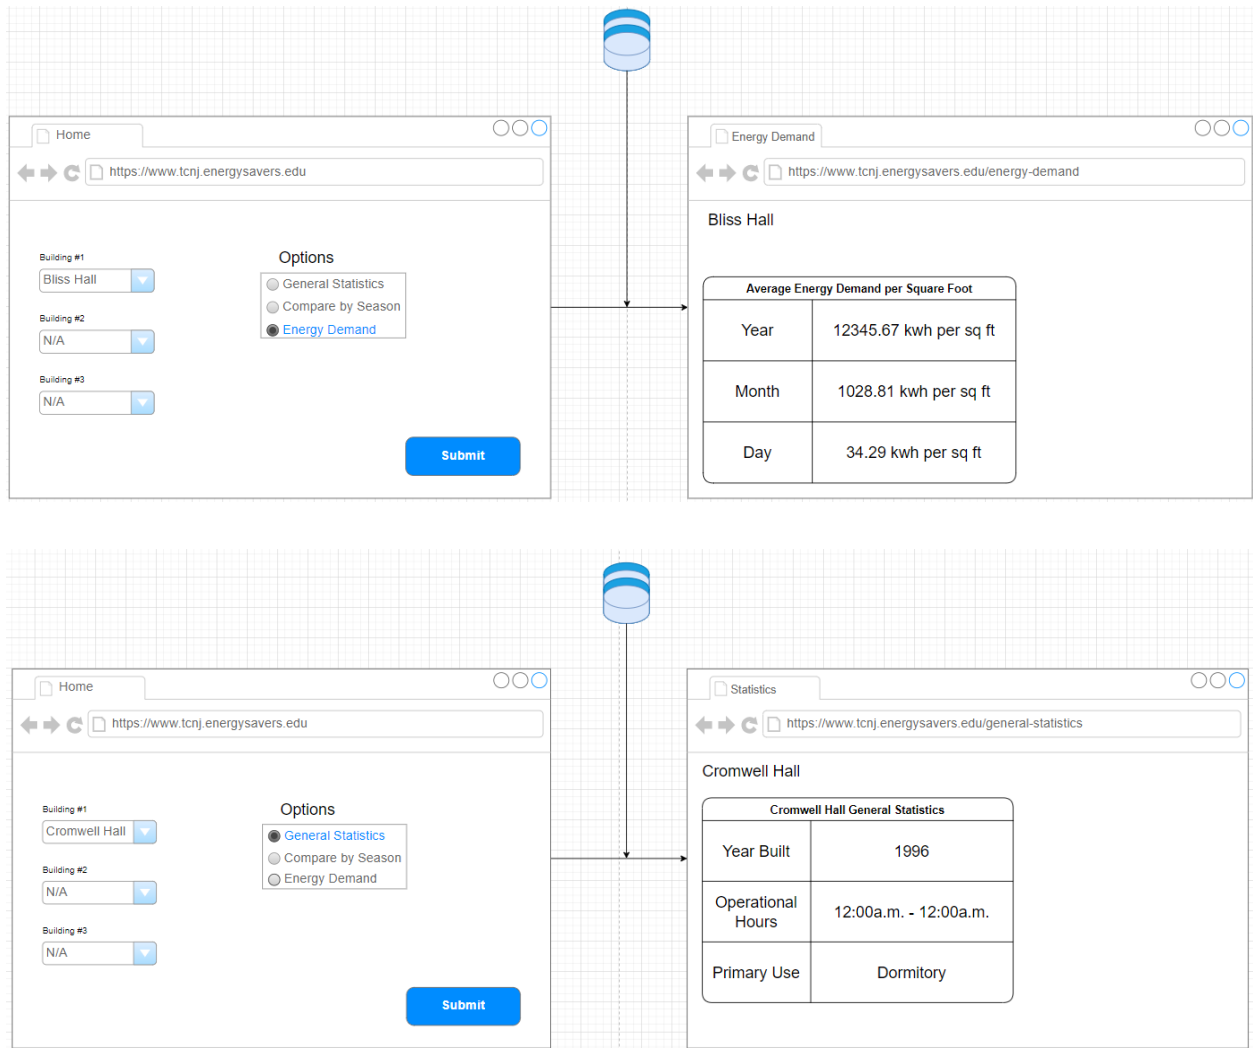 Home
https://www.tcnj.energysavers.edu
Building #1
Bliss Hall
Building #2
N/A
Building #3
N/A
Options
General Statistics
Compare by Season
Energy Demand
Submit
Energy Demand
https://www.tcnj.energysavers.edu/energy-demand
Bliss Hall
Average Energy Demand per Square Foot
Year 12345.67 kwh per sq ft
Month 1028.81 kwh per sq ft
Day 34.29 kwh per sq ft
Home
https://www.tcnj.energysavers.edu
Building #1
Cromwell Hall
Building #2
N/A
Building #3
N/A
Options
General Statistics
Compare by Season
Energy Demand
Submit
Statistics
https://www.tcnj.energysavers.edu/general-statistics
Cromwell Hall
Cromwell Hall General Statistics
Year Built 1996
Operational
Hours
12:00a.m. - 12:00a.m.
Primary Use Dormitory